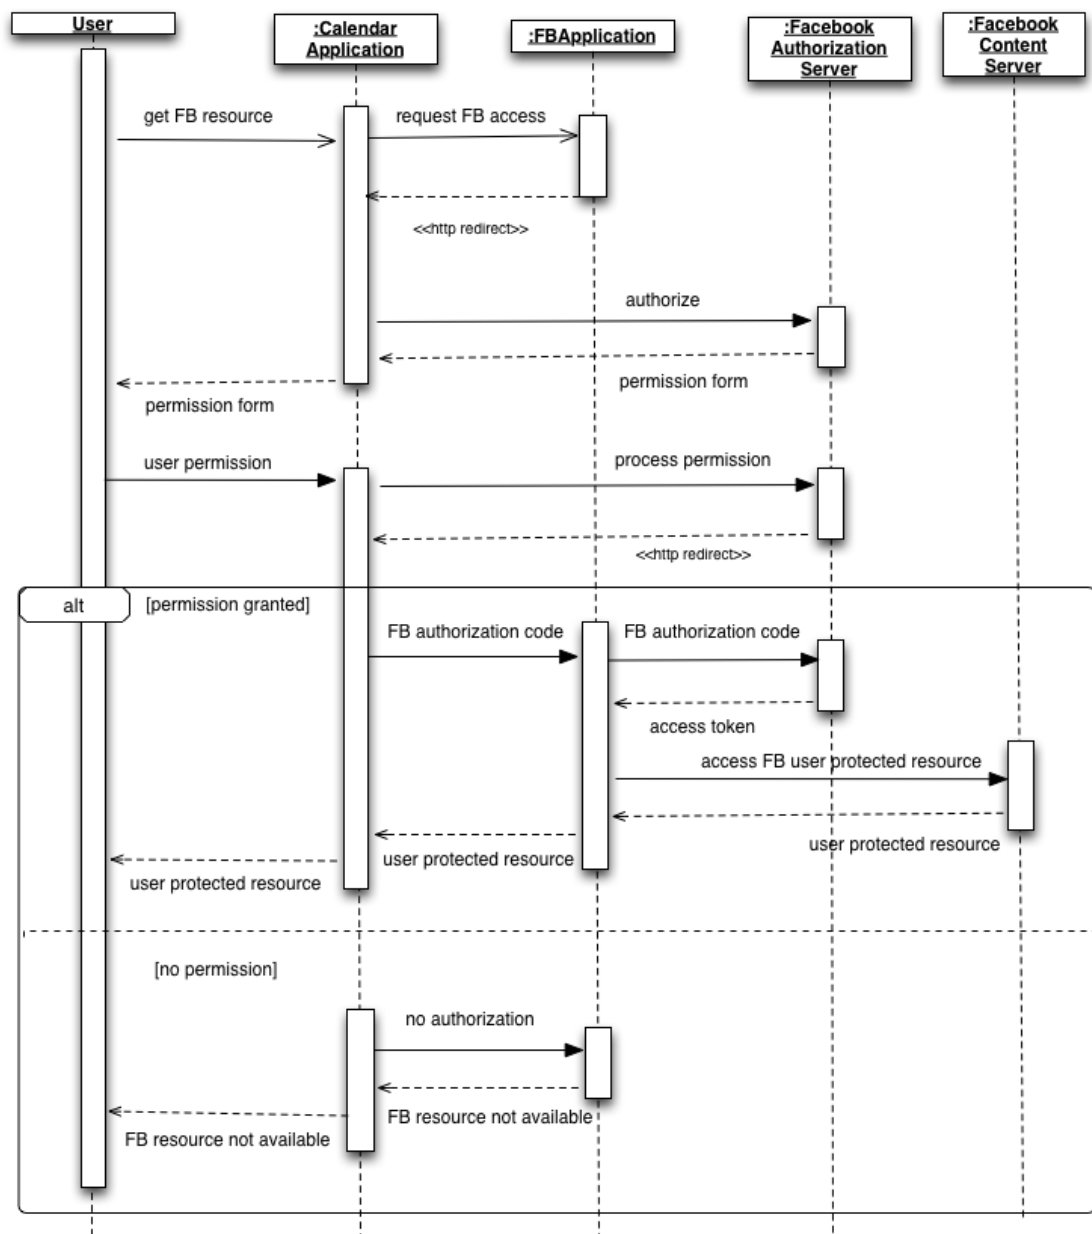 User
:Calendar
Application
:FBApplication
:Facebook
Authorization
Server
:Facebook
Content
Server
get FB resource
request FB access
<<http redirect>>
authorize
permission form
permission form
user permission
process permission
<<http redirect>>
alt
[permission granted]
FB authorization code
FB authorization code
access token
access FB user protected resource
user protected resource
user protected resource
user protected resource
[no permission]
no authorization
FB resource not available
FB resource not available